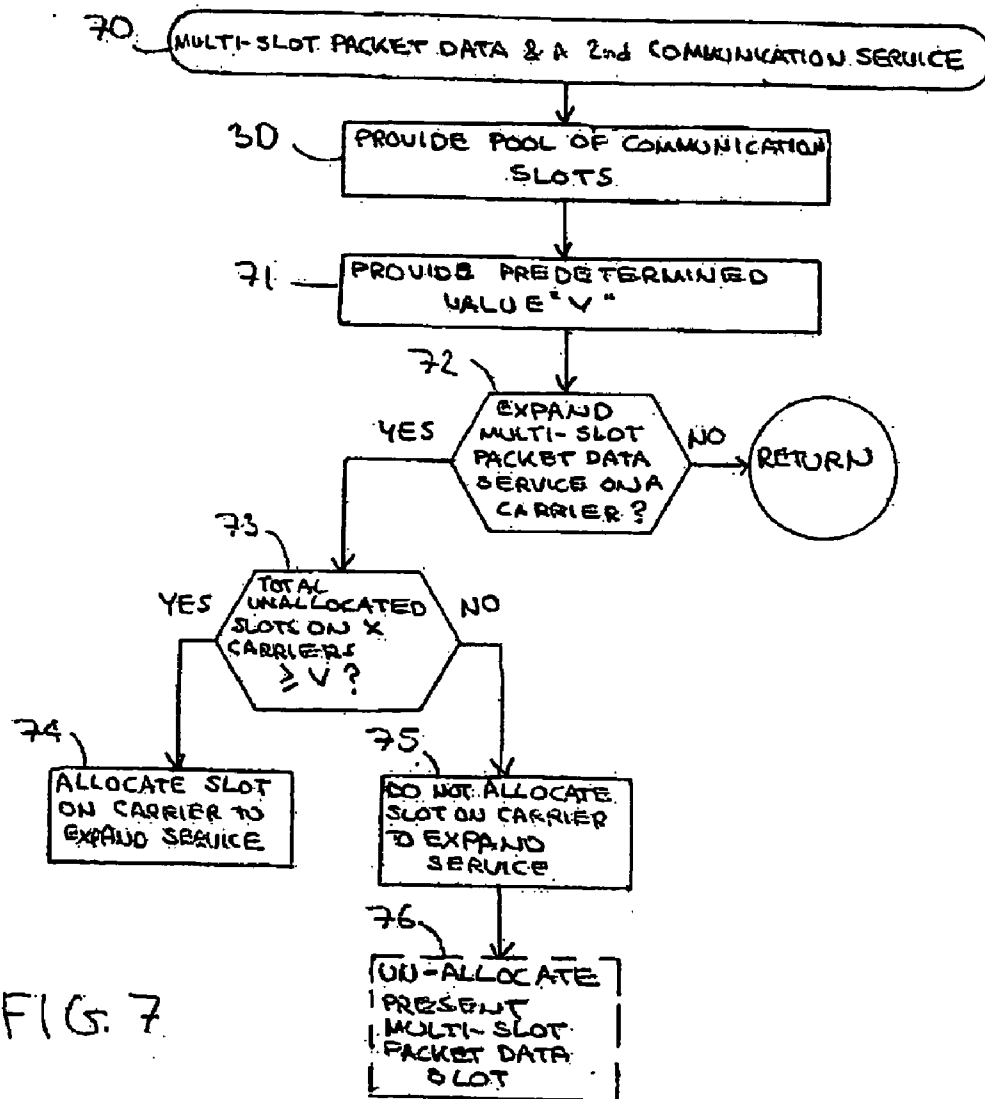 70
MULTI-SLOT PACKET DATA & A 2nd COMMUNICATION SERVICE
30
PROVIDE POOL OF COMMUNICATION
SLOTS
71
PROVIDE PREDETERMINED
VALUE "V"
72
EXPAND
MULTI-SLOT
PACKET DATA
SERVICE ON A
CARRIER?
YES
NO
RETURN
73
TOTAL
UNALLOCATED
SLOTS ON X
CARRIERS
≥ V?
YES
NO
74
ALLOCATE SLOT
ON CARRIER TO
EXPAND SERVICE
75
DO NOT ALLOCATE
SLOT ON CARRIER
TO EXPAND
SERVICE
76
UN-ALLOCATE
PRESENT
MULTI-SLOT
PACKET DATA
SLOT
FIG. 7